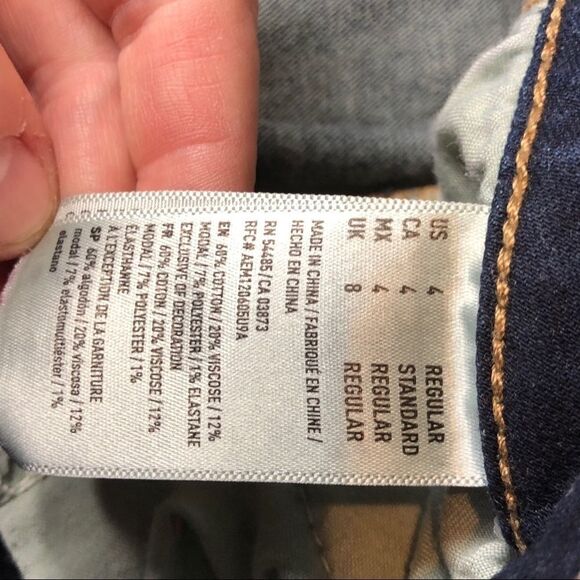 US 4 REGULAR
CA 4 STANDARD
MX 4 REGULAR
UK 8 REGULAR
MADE IN CHINA / FABRIQUÉ EN CHINE /
HECHO EN CHINA
RN 54485 / CA 03873
RFC# AEM120405U9A
EN 60% COTTON / 20% VISCOSE / 12%
MODAL / 7% POLYESTER / 1% ELASTANE
EXCLUSIVE OF DECORATION
FR 60% COTON / 20% VISCOSE / 12%
MODAL / 7% POLYESTER / 1%
ÉLASTHANNE
À L'EXCEPTION DE LA GARNITURE
SP 60% algodón / 20% viscosa / 12%
modal / 7% elastomultiéster / 1%
elastano